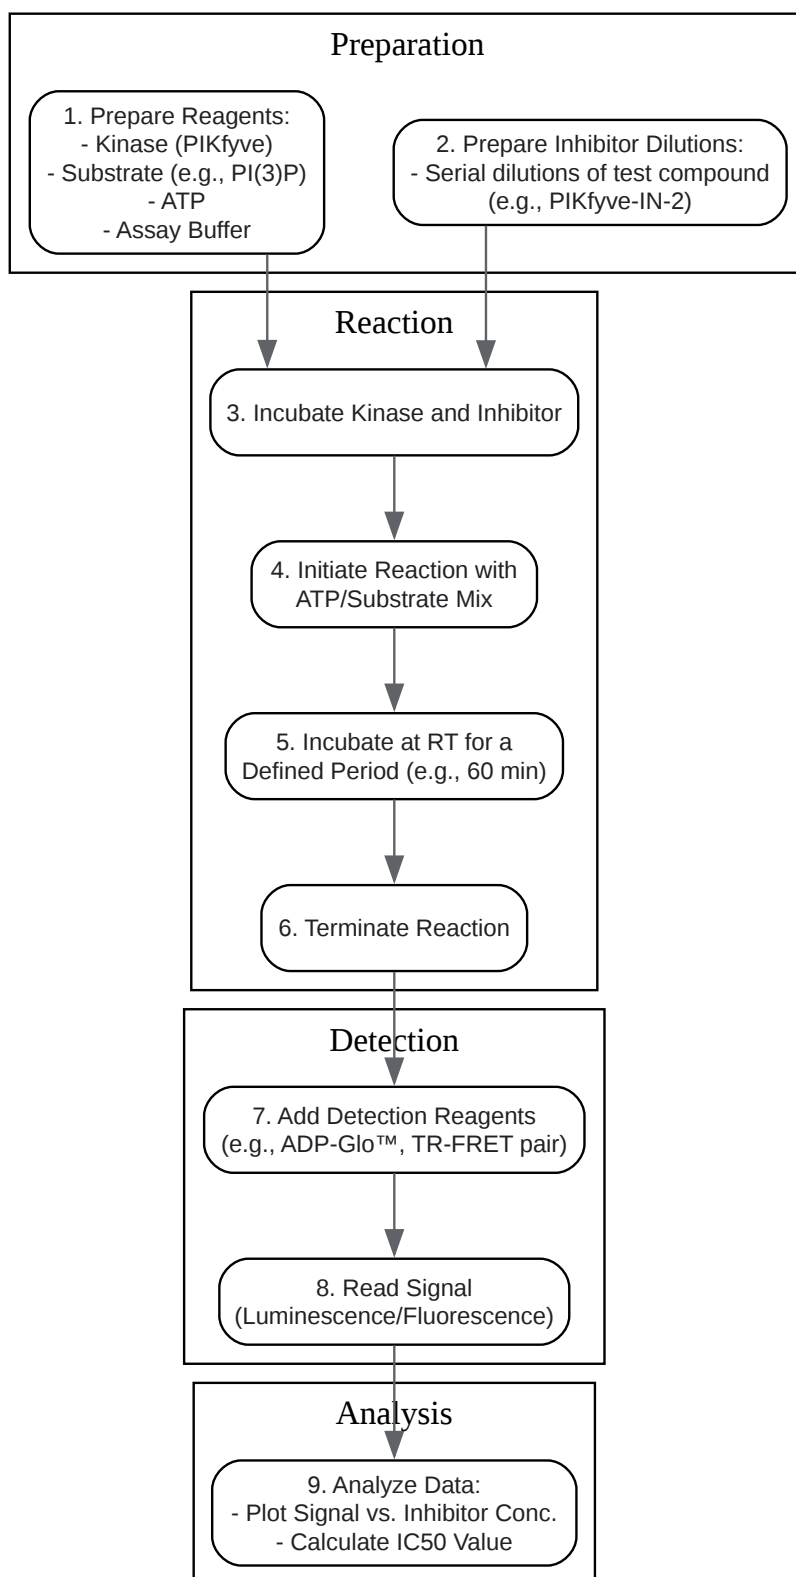 Preparation
1. Prepare Reagents:
- Kinase (PIKfyve)
- Substrate (e.g., PI(3)P)
- ATP
- Assay Buffer
2. Prepare Inhibitor Dilutions:
- Serial dilutions of test compound
(e.g., PIKfyve-IN-2)
Reaction
3. Incubate Kinase and Inhibitor
4. Initiate Reaction with
ATP/Substrate Mix
5. Incubate at RT for a
Defined Period (e.g., 60 min)
6. Terminate Reaction
Detection
7. Add Detection Reagents
(e.g., ADP-Glo™, TR-FRET pair)
8. Read Signal
(Luminescence/Fluorescence)
Analysis
9. Analyze Data:
- Plot Signal vs. Inhibitor Conc.
- Calculate IC50 Value